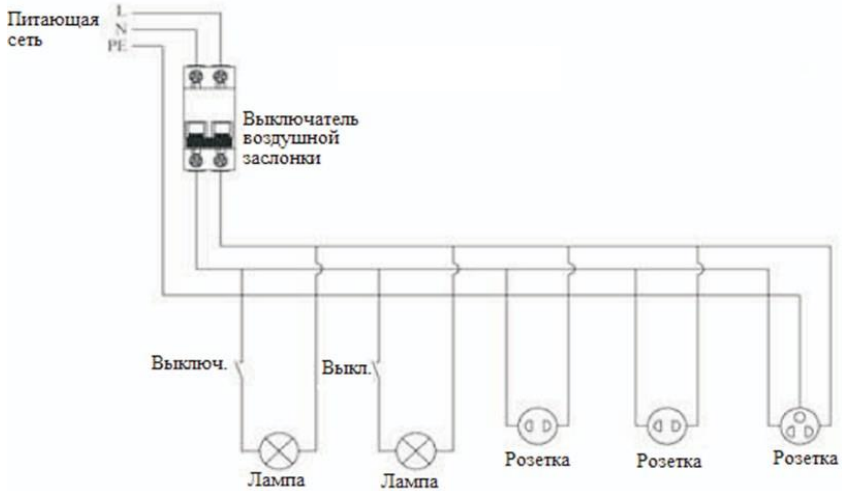 Питающая
сеть
L
N
PE
Выключатель
воздушной
заслонки
Выключ.
Выкл.
Лампа
Лампа
Розетка
Розетка
Розетка